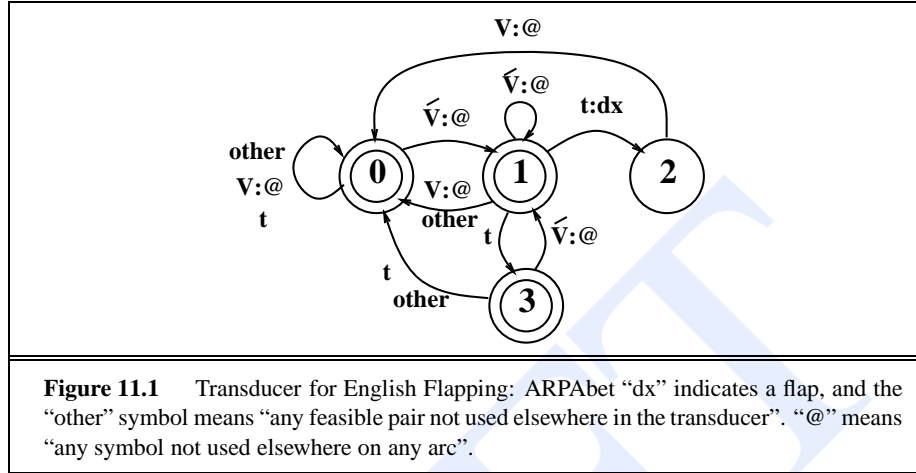 V:@
V́:@
t:dx
other
V́:@
0
1
2
V:@
V:@
t
other
t
V́:@
t
other
3
Figure 11.1 Transducer for English Flapping: ARPAbet “dx” indicates a flap, and the
“other” symbol means “any feasible pair not used elsewhere in the transducer”. “@” means
“any symbol not used elsewhere on any arc”.